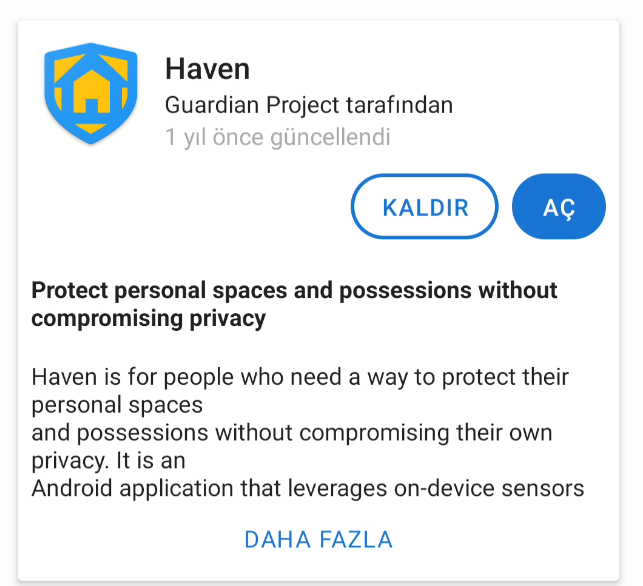 Haven
Guardian Project tarafından
1 yıl önce güncellendi
KALDIR
AÇ
Protect personal spaces and possessions without
compromising privacy
Haven is for people who need a way to protect their
personal spaces
and possessions without compromising their own
privacy. It is an
Android application that leverages on-device sensors
DAHA FAZLA